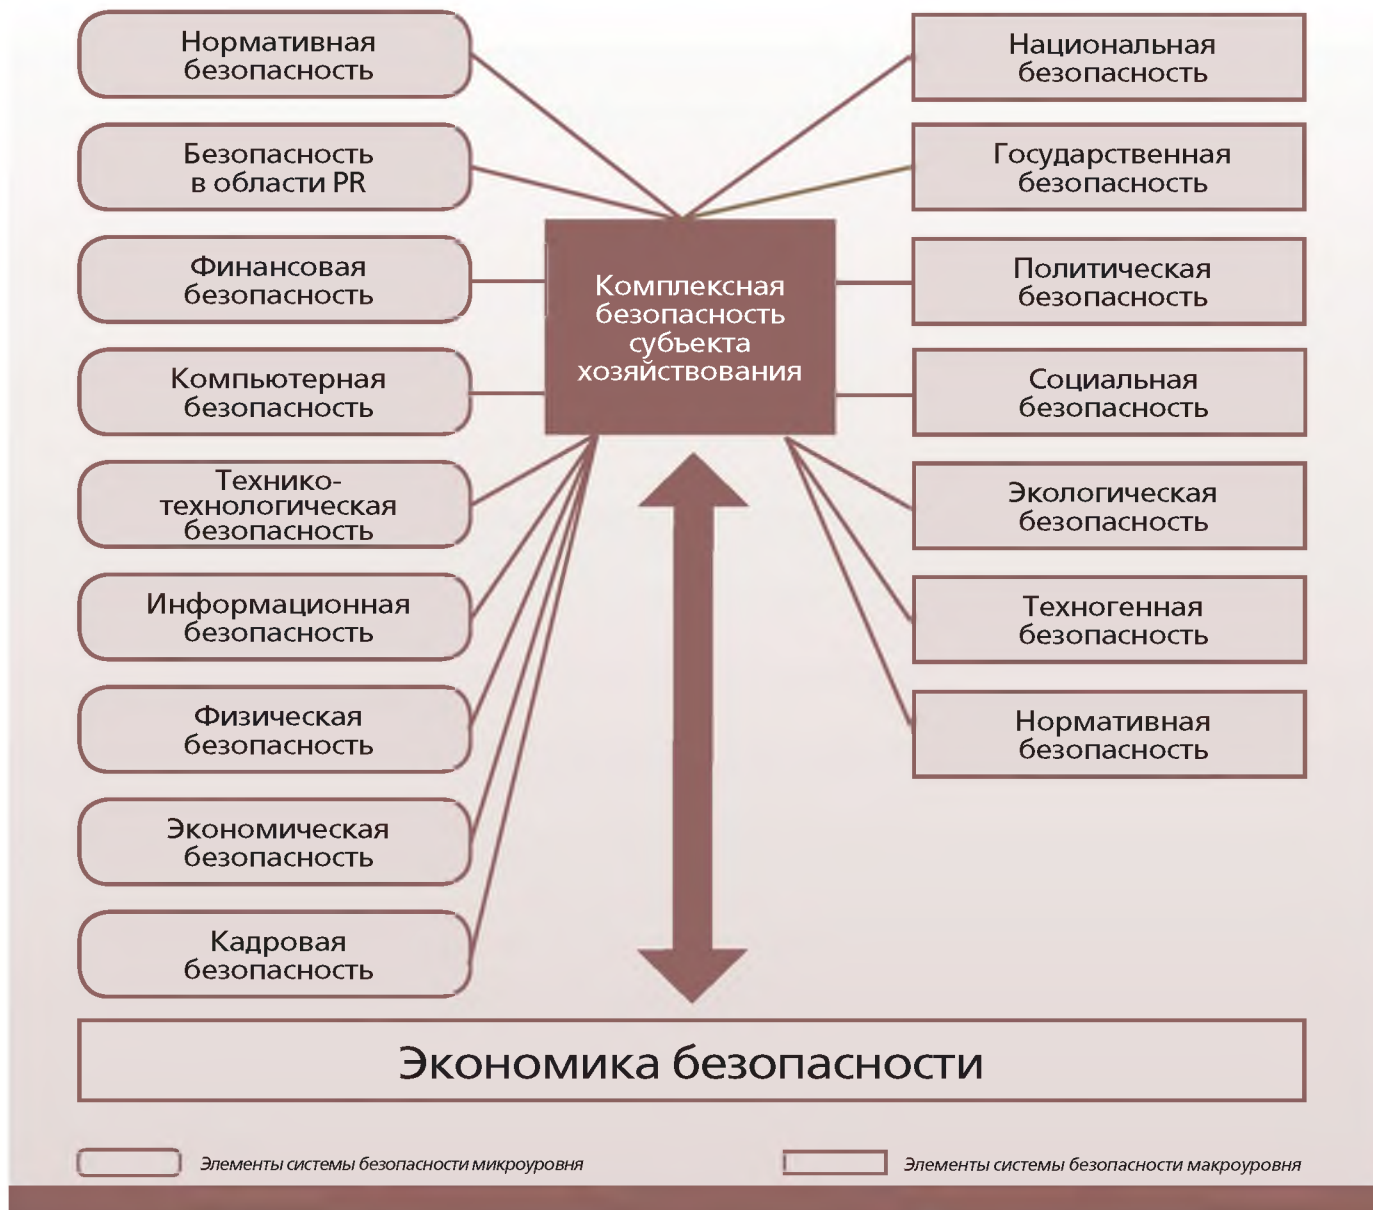 Нормативная
безопасность
Безопасность
в области PR
Финансовая
безопасность
Компьютерная
безопасность
Технико-
технологическая
безопасность
Информационная
безопасность
Физическая
безопасность
Экономическая
безопасность
Кадровая
безопасность
Комплексная
безопасность
субъекта
хозяйствования
Национальная
безопасность
Государственная
безопасность
Политическая
безопасность
Социальная
безопасность
Экологическая
безопасность
Техногенная
безопасность
Нормативная
безопасность
Экономика безопасности
Элементы системы безопасности микроуровня
Элементы системы безопасности макроуровня